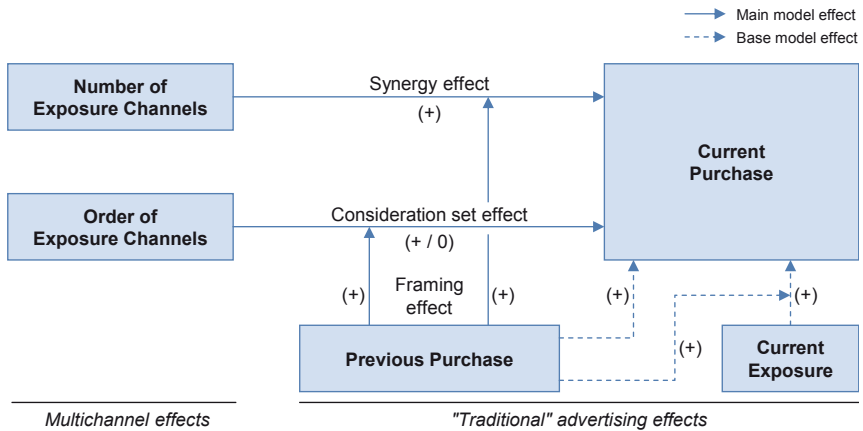 Main model effect
Base model effect
Number of
Exposure Channels
Synergy effect
(+)
Current
Purchase
Order of
Exposure Channels
Consideration set effect
(+ / 0)
(+)
Framing
effect
(+)
(+)
(+)
(+)
Previous Purchase
Current
Exposure
Multichannel effects
"Traditional" advertising effects